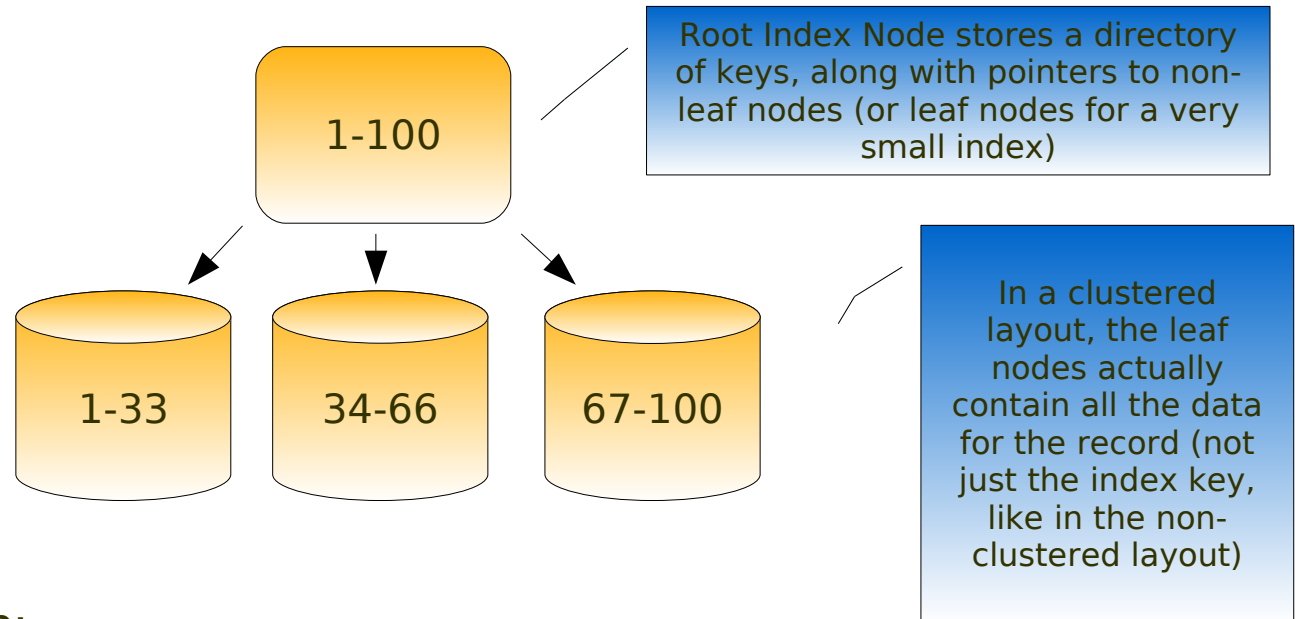 Root Index Node stores a directory
of keys, along with pointers to non-
leaf nodes (or leaf nodes for a very
small index)
1-100
In a clustered
layout, the leaf
nodes actually
contain all the data
for the record (not
just the index key,
like in the non-
clustered layout)
1-33
34-66
67-100